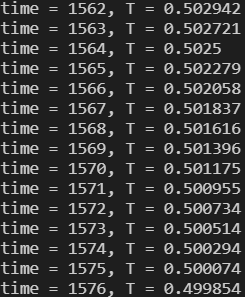 time = 1562, T = 0.502942
time = 1563, T = 0.502721
time = 1564, T = 0.5025
time = 1565, T = 0.502279
time = 1566, T = 0.502058
time = 1567, T = 0.501837
time = 1568, T = 0.501616
time = 1569, T = 0.501396
time = 1570, T = 0.501175
time = 1571, T = 0.500955
time = 1572, T = 0.500734
time = 1573, T = 0.500514
time = 1574, T = 0.500294
time = 1575, T = 0.500074
time = 1576, T = 0.499854